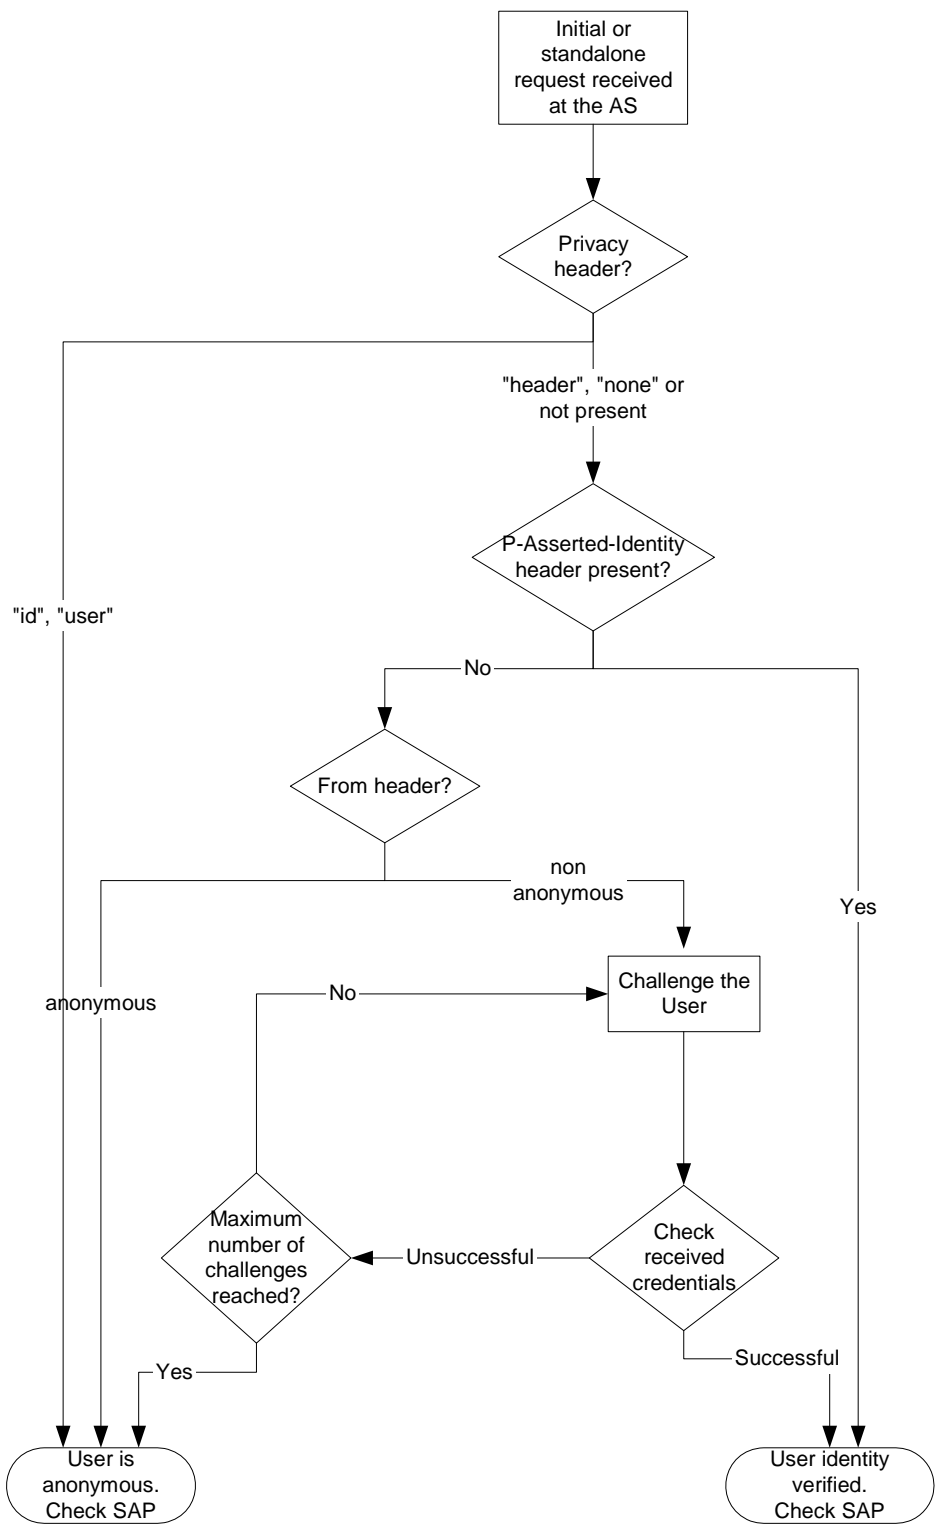 Initial or
standalone
request received
at the AS
Privacy
header?
"header", "none" or
not present
P-Asserted-Identity
header present?
"id", "user"
No
From header?
non
anonymous
Yes
anonymous
No
Challenge the
User
Maximum
number of
challenges
reached?
Unsuccessful
Check
received
credentials
Yes
Successful
User is
anonymous.
Check SAP
User identity
verified.
Check SAP